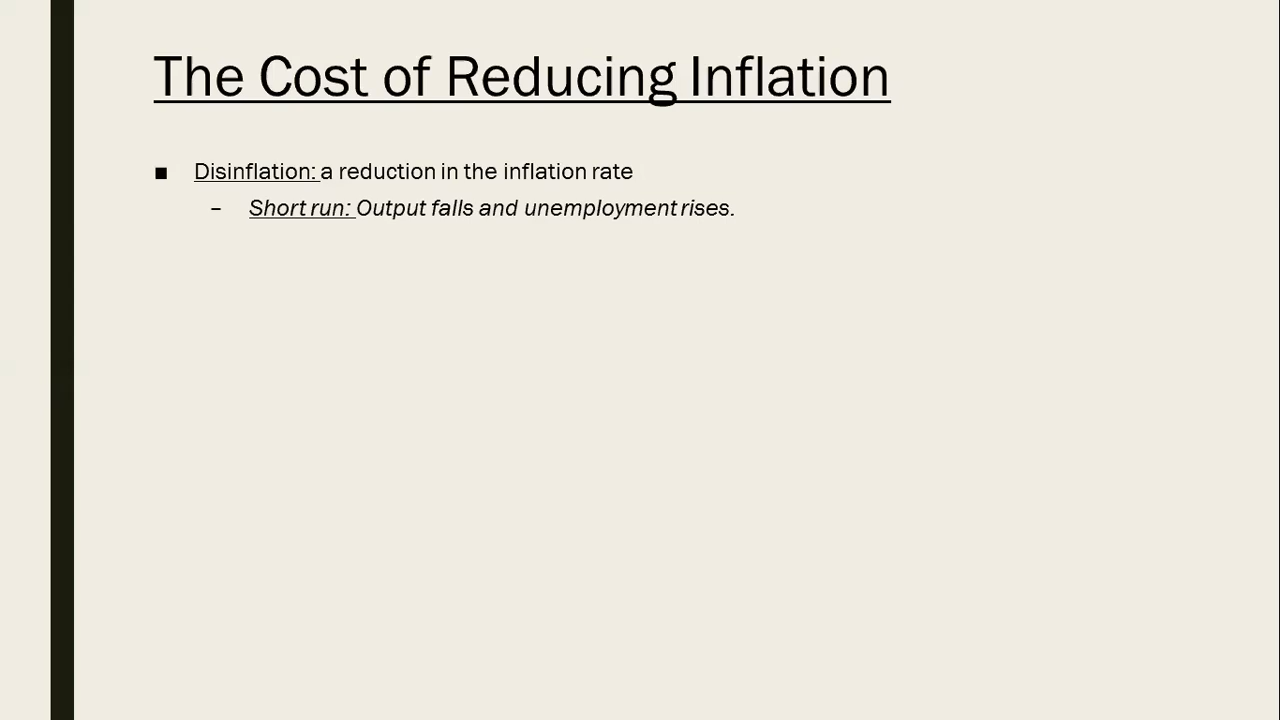 The Cost of Reducing Inflation
■ Disinflation: a reduction in the inflation rate
– Short run: Output falls and unemployment rises.